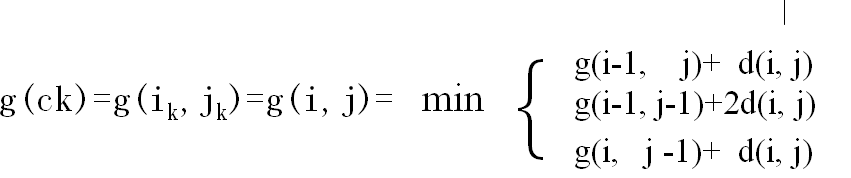 g(i-1, j)+ d(i, j)
g(ck)=g(ik, jk)=g(i, j)= min { g(i-1, j-1)+2d(i, j)
g(i, j -1)+ d(i, j)